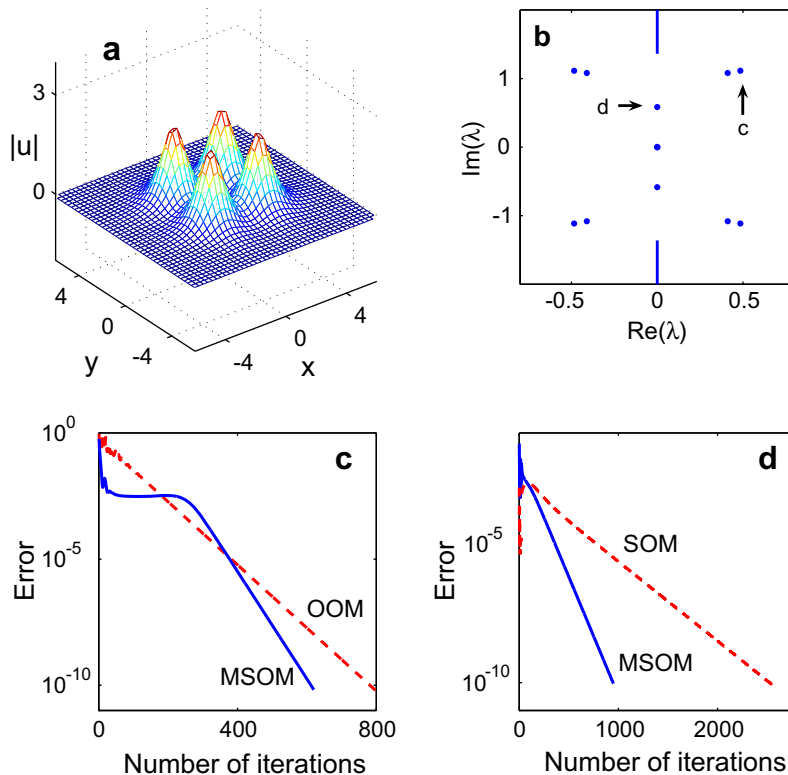 a
3
0
|u|
4
0
-4
y
-4
0
4
x
b
1
0
-1
Im(λ)
d
c
-0.5
0
0.5
Re(λ)
c
10^0
10^-5
10^-10
Error
OOM
MSOM
0
400
800
Number of iterations
d
10^-5
10^-10
Error
SOM
MSOM
0
1000
2000
Number of iterations